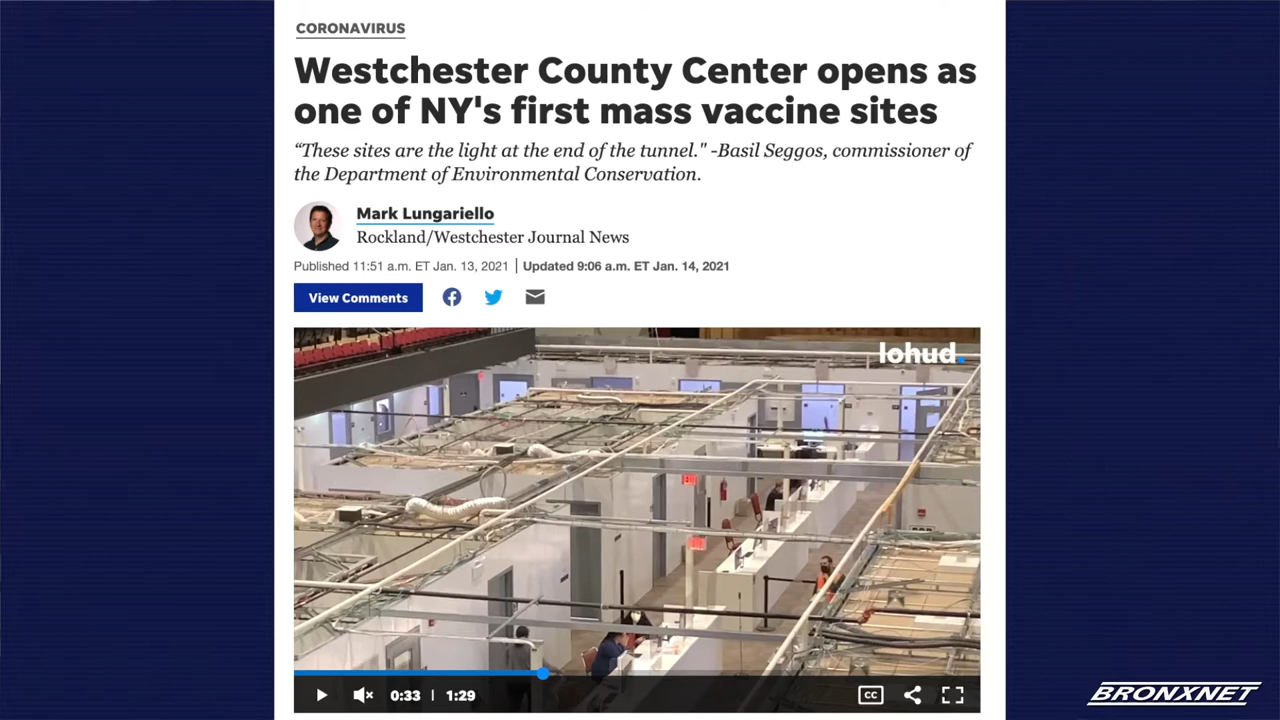 CORONAVIRUS
Westchester County Center opens as
one of NY's first mass vaccine sites
“These sites are the light at the end of the tunnel." -Basil Seggos, commissioner of
the Department of Environmental Conservation.
Mark Lungariello
Rockland/Westchester Journal News
Published 11:51 a.m. ET Jan. 13, 2021 | Updated 9:06 a.m. ET Jan. 14, 2021
View Comments
lohud.
0:33 | 1:29
CC
BRONXNET